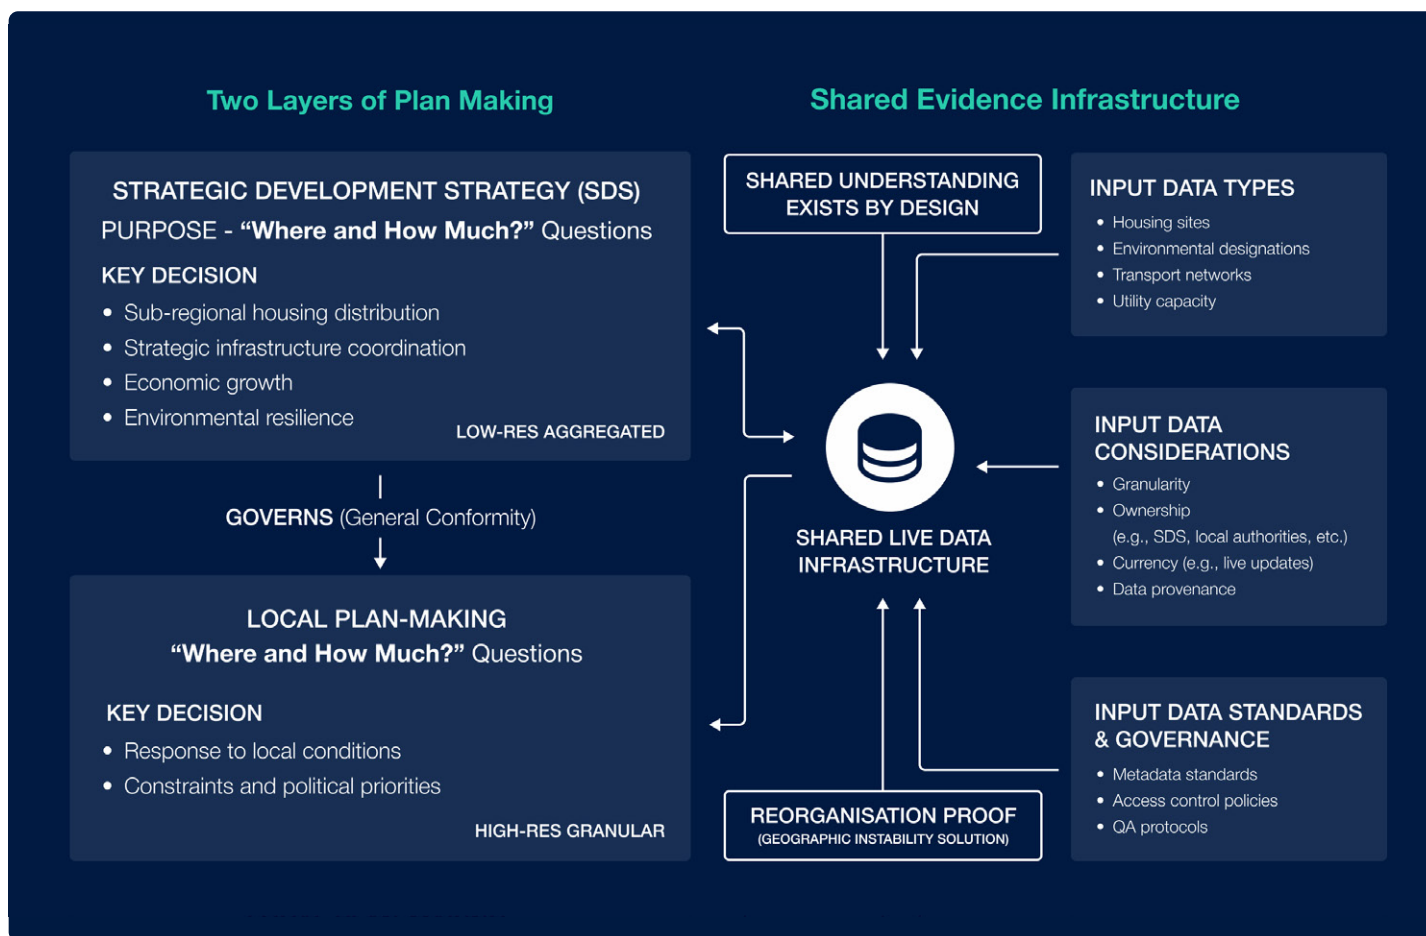 Two Layers of Plan Making
STRATEGIC DEVELOPMENT STRATEGY (SDS)
PURPOSE - “Where and How Much?” Questions
KEY DECISION
• Sub-regional housing distribution
• Strategic infrastructure coordination
• Economic growth
• Environmental resilience
LOW-RES AGGREGATED
GOVERNS (General Conformity)
LOCAL PLAN-MAKING
“Where and How Much?” Questions
KEY DECISION
• Response to local conditions
• Constraints and political priorities
HIGH-RES GRANULAR
Shared Evidence Infrastructure
SHARED UNDERSTANDING
EXISTS BY DESIGN
SHARED LIVE DATA
INFRASTRUCTURE
REORGANISATION PROOF
(GEOGRAPHIC INSTABILITY SOLUTION)
INPUT DATA TYPES
• Housing sites
• Environmental designations
• Transport networks
• Utility capacity
INPUT DATA
CONSIDERATIONS
• Granularity
• Ownership
(e.g., SDS, local authorities, etc.)
• Currency (e.g., live updates)
• Data provenance
INPUT DATA STANDARDS
& GOVERNANCE
• Metadata standards
• Access control policies
• QA protocols